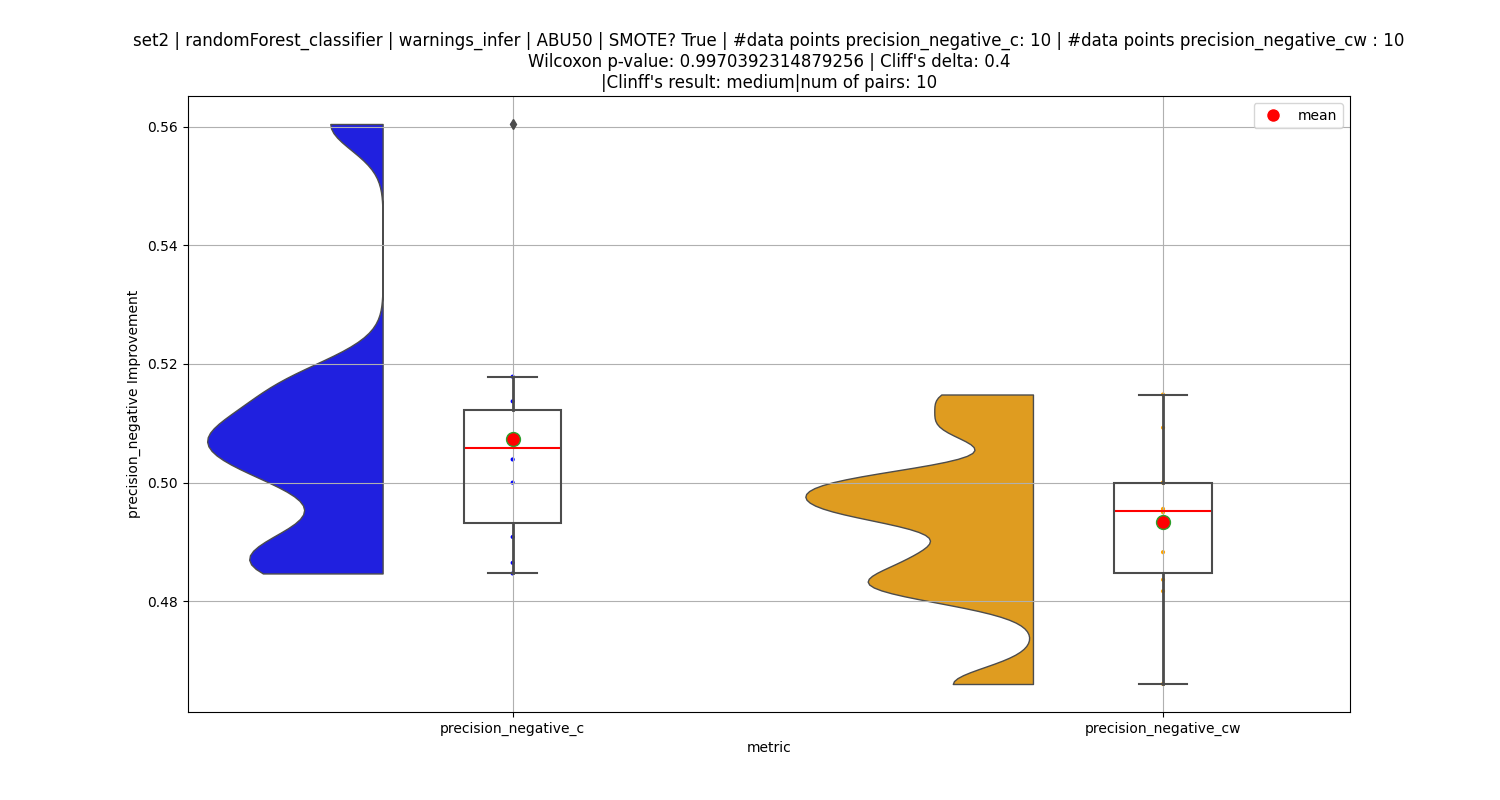 set2 | randomForest_classifier | warnings_infer | ABU50 | SMOTE? True | #data points precision_negative_c: 10 | #data points precision_negative_cw : 10
Wilcoxon p-value: 0.9970392314879256 | Cliff's delta: 0.4
|Clinff's result: medium|num of pairs: 10
mean
0.56
0.54
0.52
0.50
0.48
precision_negative Improvement
precision_negative_c
precision_negative_cw
metric